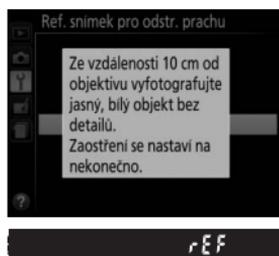 Ref. snímek pro odstr. prachu
Ze vzdálenosti 10 cm od
objektivu vyfotografujte
jasný, bílý objekt bez
detailů.
Zaostření se nastaví na
nekonečno.
?
rEF